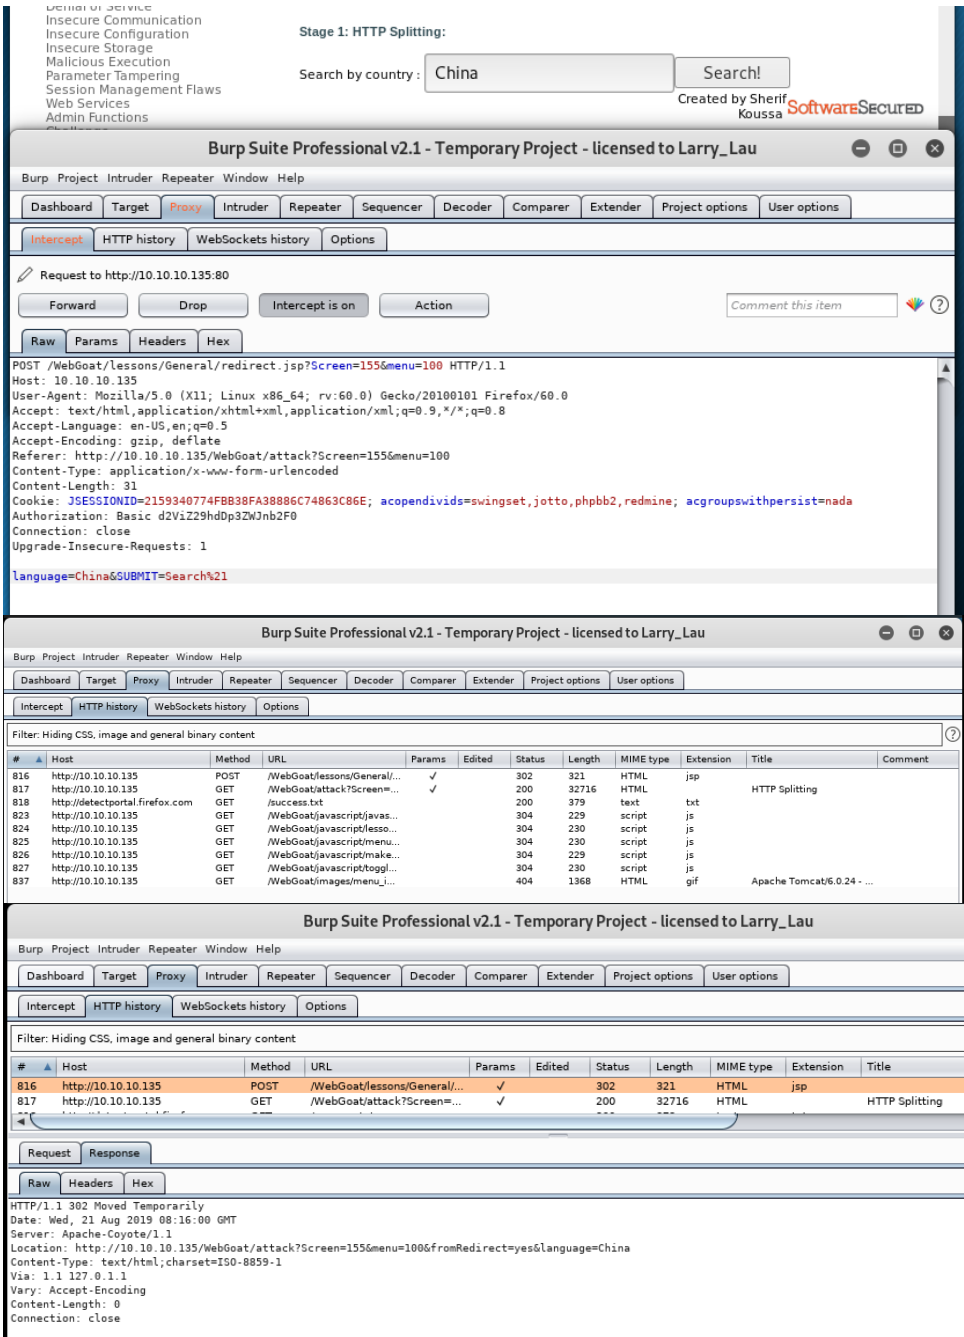 Denial of Service
Insecure Communication
Insecure Configuration
Insecure Storage
Malicious Execution
Parameter Tampering
Session Management Flaws
Web Services
Admin Functions
Challenge
Stage 1: HTTP Splitting:
Search by country : China Search!
Created by Sherif Koussa SoftwareSecured
Burp Suite Professional v2.1 - Temporary Project - licensed to Larry_Lau
Burp Project Intruder Repeater Window Help
Dashboard Target Proxy Intruder Repeater Sequencer Decoder Comparer Extender Project options User options
Intercept HTTP history WebSockets history Options
Request to http://10.10.10.135:80
Forward Drop Intercept is on Action Comment this item ?
Raw Params Headers Hex
POST /WebGoat/lessons/General/redirect.jsp?Screen=155&menu=100 HTTP/1.1
Host: 10.10.10.135
User-Agent: Mozilla/5.0 (X11; Linux x86_64; rv:60.0) Gecko/20100101 Firefox/60.0
Accept: text/html,application/xhtml+xml,application/xml;q=0.9,*/*;q=0.8
Accept-Language: en-US,en;q=0.5
Accept-Encoding: gzip, deflate
Referer: http://10.10.10.135/WebGoat/attack?Screen=155&menu=100
Content-Type: application/x-www-form-urlencoded
Content-Length: 31
Cookie: JSESSIONID=2159340774FBB38FA38886C74863C86E; acopendivids=swingset,jotto,phpbb2,redmine; acgroupswithpersist=nada
Authorization: Basic d2ViZ29hdDp3ZWJnb2F0
Connection: close
Upgrade-Insecure-Requests: 1
language=China&SUBMIT=Search%21
Burp Suite Professional v2.1 - Temporary Project - licensed to Larry_Lau
Burp Project Intruder Repeater Window Help
Dashboard Target Proxy Intruder Repeater Sequencer Decoder Comparer Extender Project options User options
Intercept HTTP history WebSockets history Options
Filter: Hiding CSS, image and general binary content ?
# Host Method URL Params Edited Status Length MIME type Extension Title Comment
816 http://10.10.10.135 POST /WebGoat/lessons/General/... ✓ 302 321 HTML jsp
817 http://10.10.10.135 GET /WebGoat/attack?Screen=... ✓ 200 32716 HTML HTTP Splitting
818 http://detectportal.firefox.com GET /success.txt 200 379 text txt
823 http://10.10.10.135 GET /WebGoat/javascript/javas... 304 229 script js
824 http://10.10.10.135 GET /WebGoat/javascript/lesso... 304 230 script js
825 http://10.10.10.135 GET /WebGoat/javascript/menu... 304 230 script js
826 http://10.10.10.135 GET /WebGoat/javascript/make... 304 229 script js
827 http://10.10.10.135 GET /WebGoat/javascript/toggl... 304 230 script js
837 http://10.10.10.135 GET /WebGoat/images/menu_i... 404 1368 HTML gif Apache Tomcat/6.0.24 - ...
Burp Suite Professional v2.1 - Temporary Project - licensed to Larry_Lau
Burp Project Intruder Repeater Window Help
Dashboard Target Proxy Intruder Repeater Sequencer Decoder Comparer Extender Project options User options
Intercept HTTP history WebSockets history Options
Filter: Hiding CSS, image and general binary content
# Host Method URL Params Edited Status Length MIME type Extension Title
816 http://10.10.10.135 POST /WebGoat/lessons/General/... ✓ 302 321 HTML jsp
817 http://10.10.10.135 GET /WebGoat/attack?Screen=... ✓ 200 32716 HTML HTTP Splitting
Request Response
Raw Headers Hex
HTTP/1.1 302 Moved Temporarily
Date: Wed, 21 Aug 2019 08:16:00 GMT
Server: Apache-Coyote/1.1
Location: http://10.10.10.135/WebGoat/attack?Screen=155&menu=100&fromRedirect=yes&language=China
Content-Type: text/html;charset=ISO-8859-1
Via: 1.1 127.0.1.1
Vary: Accept-Encoding
Content-Length: 0
Connection: close